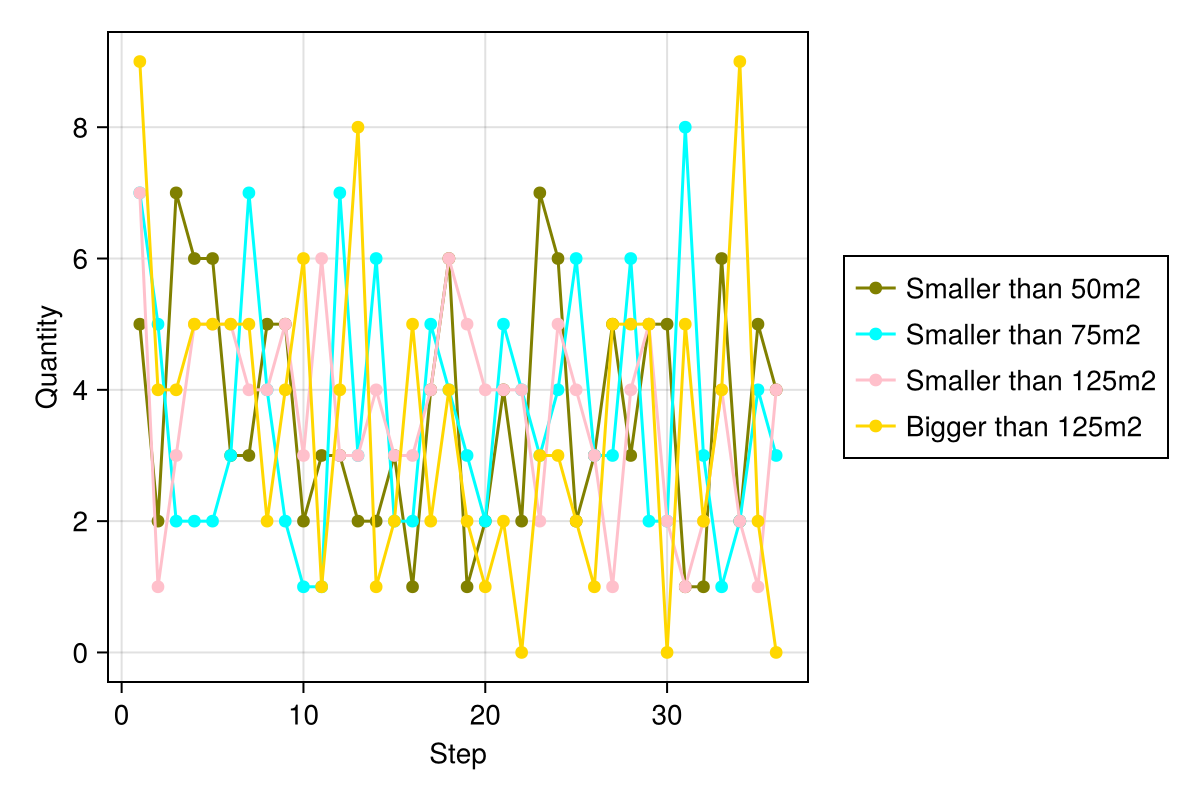 Quantity
8
6
4
2
0
0 10 20 30
Step
Smaller than 50m2
Smaller than 75m2
Smaller than 125m2
Bigger than 125m2